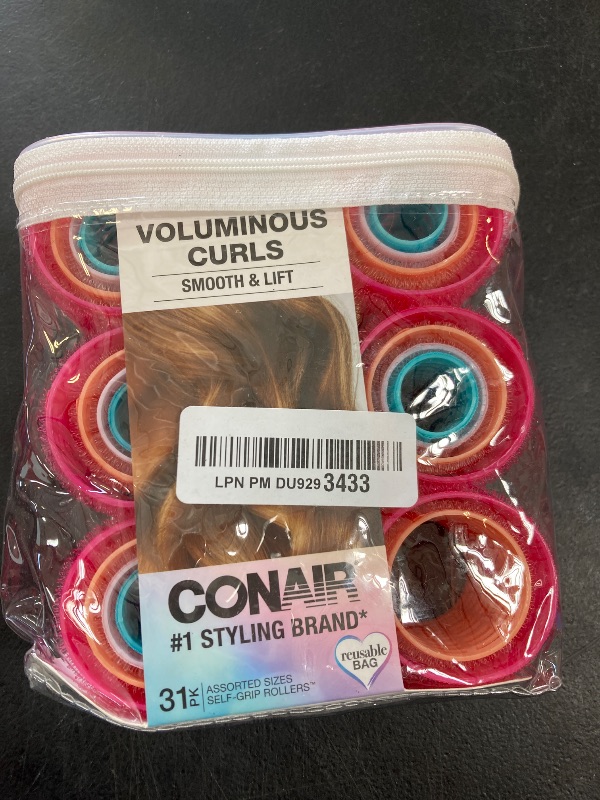 VOLUMINOUS
CURLS
SMOOTH & LIFT
LPN PM DU929 3433
CONAIR
#1 STYLING BRAND*
reusable
BAG
31 PK
ASSORTED SIZES
SELF-GRIP ROLLERS™